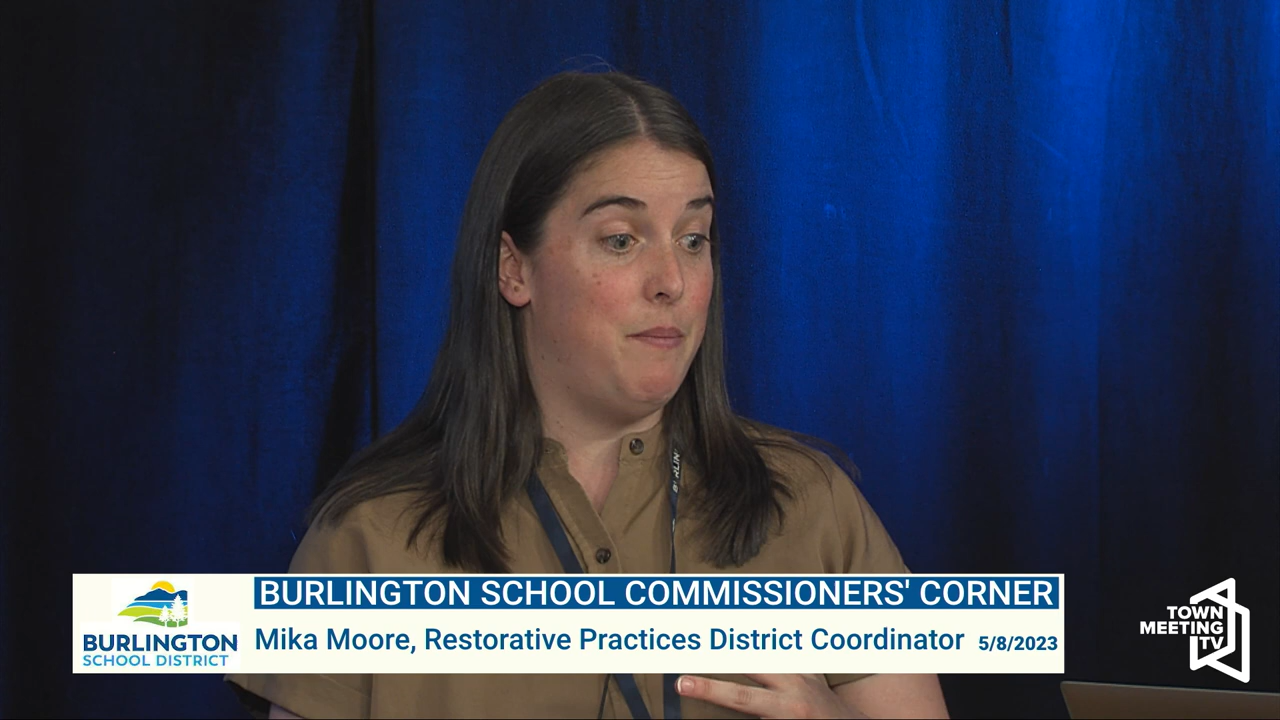 BURLINGTON SCHOOL COMMISSIONERS' CORNER
Mika Moore, Restorative Practices District Coordinator 5/8/2023
BURLINGTON
SCHOOL DISTRICT
TOWN
MEETING
TV